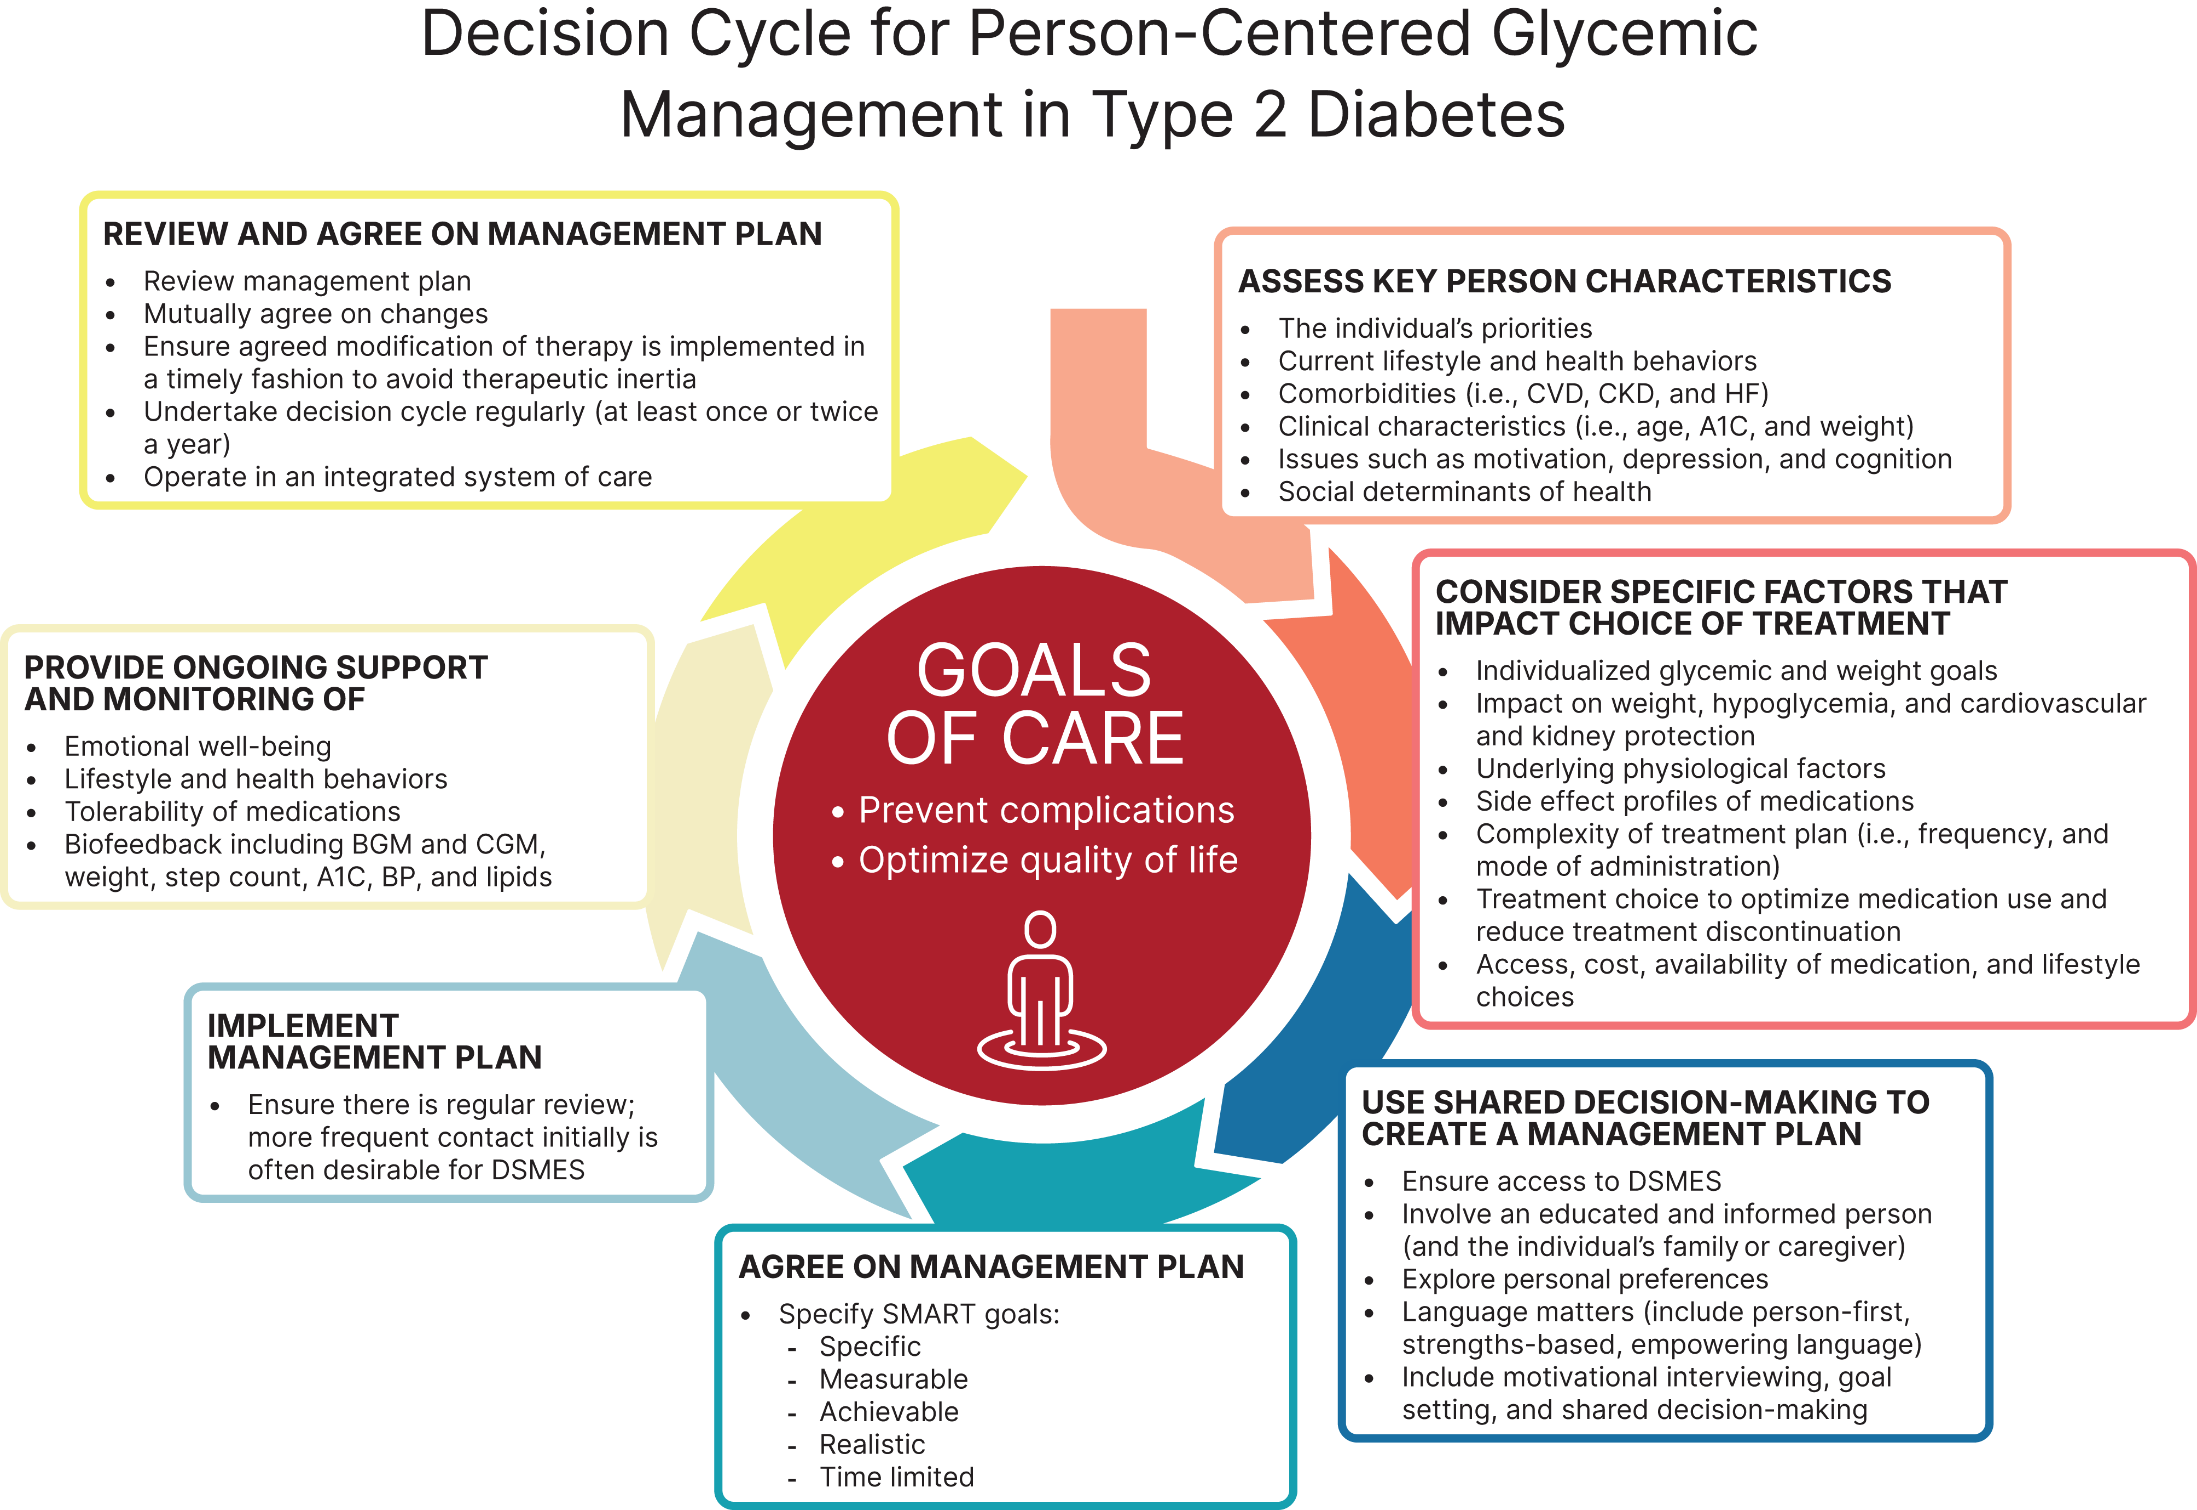 Decision Cycle for Person-Centered Glycemic
Management in Type 2 Diabetes
REVIEW AND AGREE ON MANAGEMENT PLAN
• Review management plan
• Mutually agree on changes
• Ensure agreed modification of therapy is implemented in
a timely fashion to avoid therapeutic inertia
• Undertake decision cycle regularly (at least once or twice
a year)
• Operate in an integrated system of care
ASSESS KEY PERSON CHARACTERISTICS
• The individual’s priorities
• Current lifestyle and health behaviors
• Comorbidities (i.e., CVD, CKD, and HF)
• Clinical characteristics (i.e., age, A1C, and weight)
• Issues such as motivation, depression, and cognition
• Social determinants of health
CONSIDER SPECIFIC FACTORS THAT
IMPACT CHOICE OF TREATMENT
• Individualized glycemic and weight goals
• Impact on weight, hypoglycemia, and cardiovascular
and kidney protection
• Underlying physiological factors
• Side effect profiles of medications
• Complexity of treatment plan (i.e., frequency, and
mode of administration)
• Treatment choice to optimize medication use and
reduce treatment discontinuation
• Access, cost, availability of medication, and lifestyle
choices
USE SHARED DECISION-MAKING TO
CREATE A MANAGEMENT PLAN
• Ensure access to DSMES
• Involve an educated and informed person
(and the individual’s family or caregiver)
• Explore personal preferences
• Language matters (include person-first,
strengths-based, empowering language)
• Include motivational interviewing, goal
setting, and shared decision-making
AGREE ON MANAGEMENT PLAN
• Specify SMART goals:
- Specific
- Measurable
- Achievable
- Realistic
- Time limited
IMPLEMENT
MANAGEMENT PLAN
• Ensure there is regular review;
more frequent contact initially is
often desirable for DSMES
PROVIDE ONGOING SUPPORT
AND MONITORING OF
• Emotional well-being
• Lifestyle and health behaviors
• Tolerability of medications
• Biofeedback including BGM and CGM,
weight, step count, A1C, BP, and lipids
GOALS
OF CARE
• Prevent complications
• Optimize quality of life